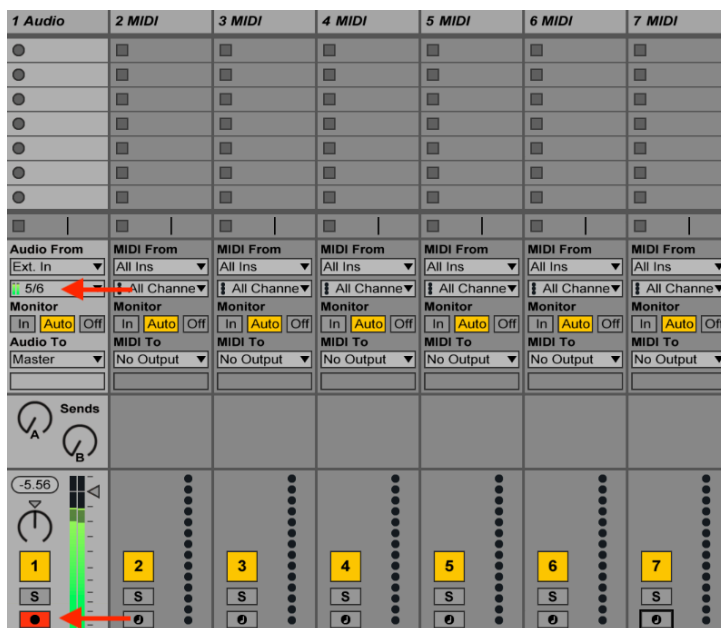 1 Audio 2 MIDI 3 MIDI 4 MIDI 5 MIDI 6 MIDI 7 MIDI
Audio From MIDI From MIDI From MIDI From MIDI From MIDI From MIDI From
Ext. In All Ins All Ins All Ins All Ins All Ins All Ins
5/6 All Channe All Channe All Channe All Channe All Channe All Channe
Monitor Monitor Monitor Monitor Monitor Monitor Monitor
In Auto Off In Auto Off In Auto Off In Auto Off In Auto Off In Auto Off In Auto Of
Audio To MIDI To MIDI To MIDI To MIDI To MIDI To MIDI To
Master No Output No Output No Output No Output No Output No Output
Sends
A
B
-5.56
1 2 3 4 5 6 7
S S S S S S S